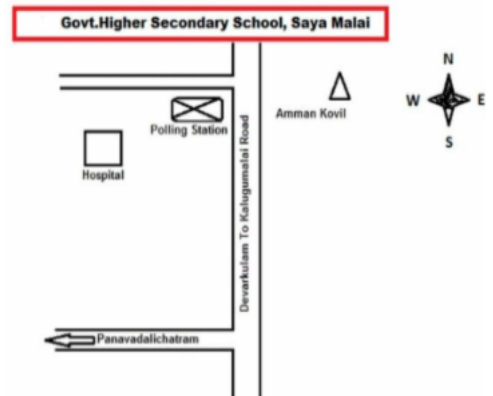 Govt.Higher Secondary School, Saya Malai
N
W
E
S
Amman Kovil
Polling Station
Hospital
Devarkulam To Kalugumalai Road
Panavadalichatram